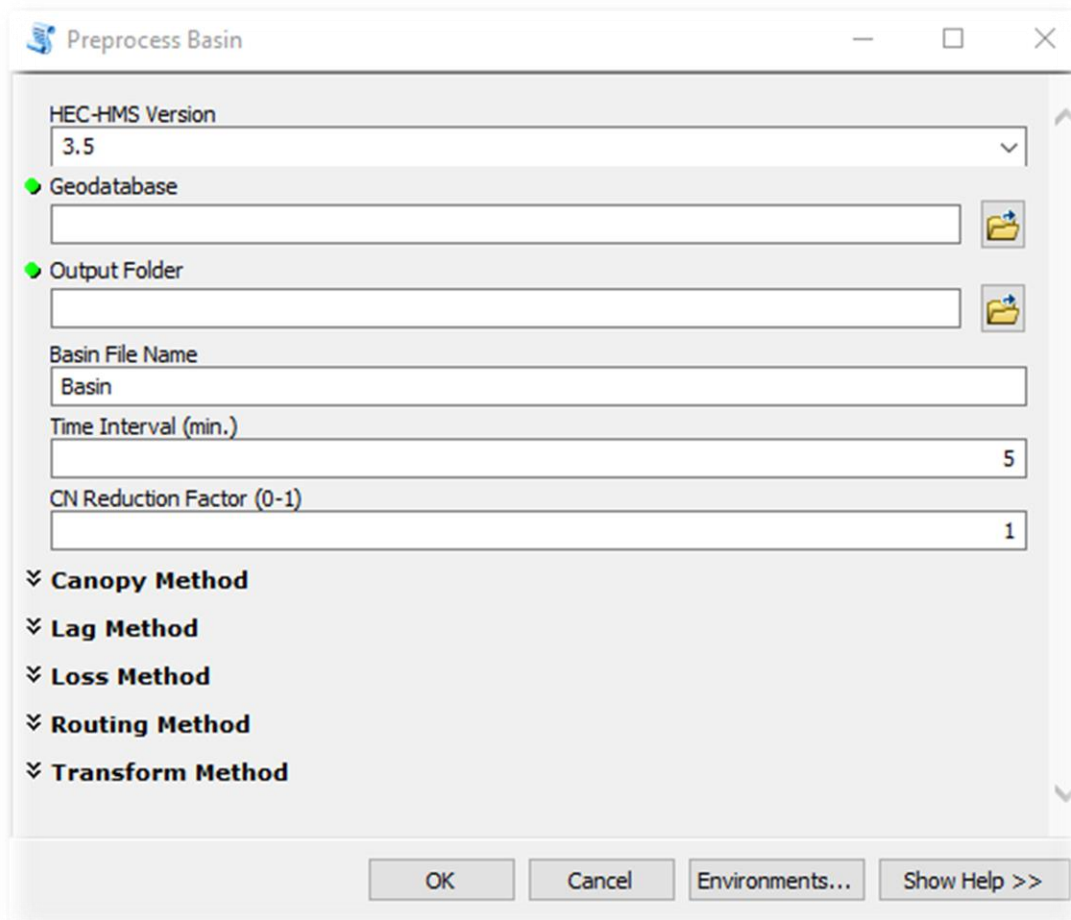 Preprocess Basin
HEC-HMS Version
3.5
Geodatabase
Output Folder
Basin File Name
Basin
Time Interval (min.)
5
CN Reduction Factor (0-1)
1
Canopy Method
Lag Method
Loss Method
Routing Method
Transform Method
OK Cancel Environments... Show Help >>